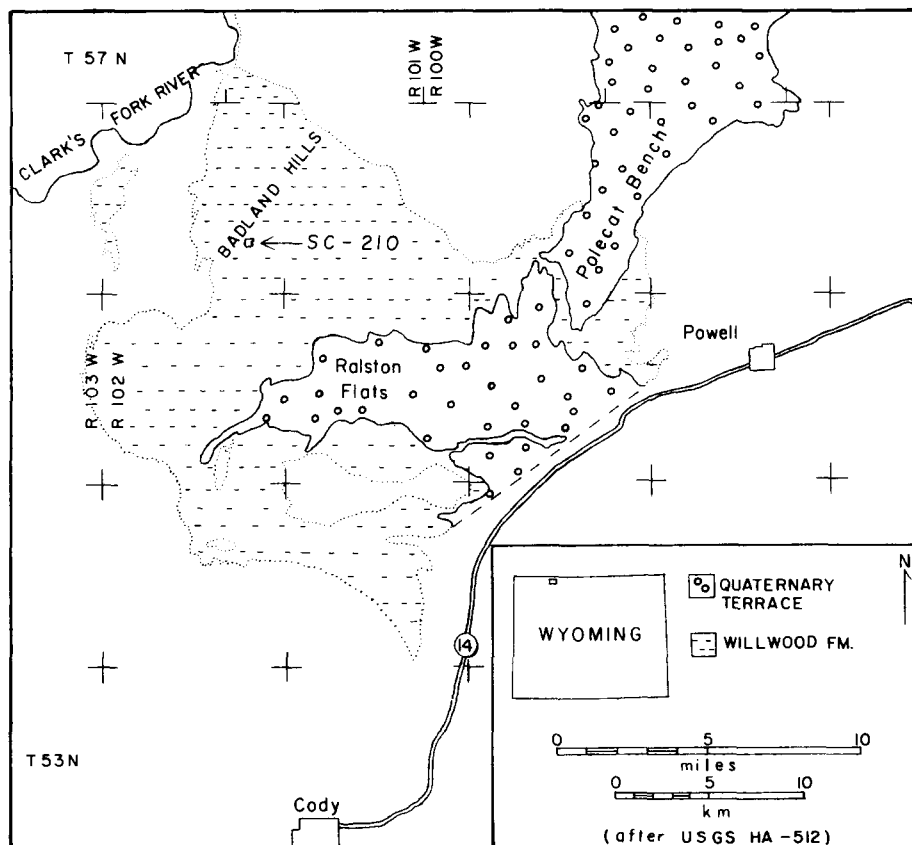 T 57 N
CLARK'S FORK RIVER
R 101 W
R 100 W
BADLAND HILLS
Polecat Bench
SC-210
Powell
Ralston
Flats
R 103 W
R 102 W
14
T 53 N
Cody
N
WYOMING
QUATERNARY
TERRACE
WILLWOOD FM.
0 5 10
miles
0 5 10
km
(after USGS HA-512)